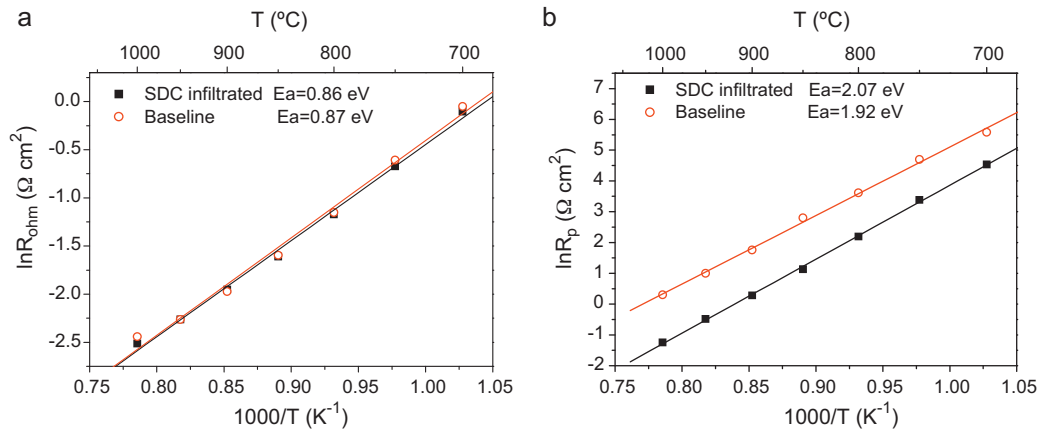 a
T (ºC)
1000 900 800 700
SDC infiltrated Ea=0.86 eV
Baseline Ea=0.87 eV
0.0
-0.5
-1.0
-1.5
-2.0
-2.5
lnR_ohm (Ω cm²)
0.75 0.80 0.85 0.90 0.95 1.00 1.05
1000/T (K⁻¹)
b
T (ºC)
1000 900 800 700
SDC infiltrated Ea=2.07 eV
Baseline Ea=1.92 eV
7
6
5
4
3
2
1
0
-1
-2
lnR_p (Ω cm²)
0.75 0.80 0.85 0.90 0.95 1.00 1.05
1000/T (K⁻¹)